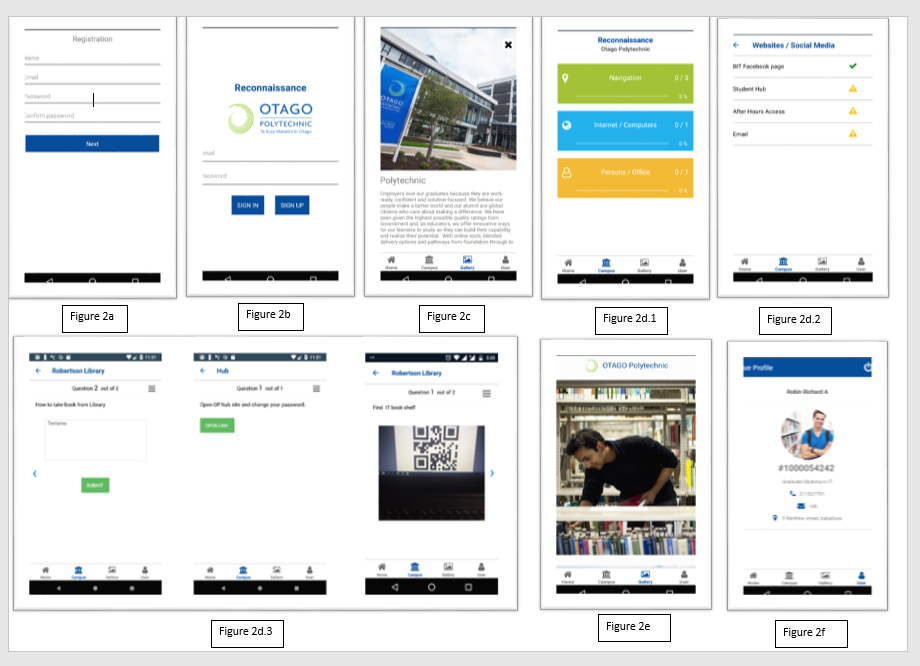 Registration
Name
Email
Password
Confirm password
Next
Figure 2a
Reconnaissance
OTAGO
POLYTECHNIC
Te Kura Matatini ki Otago
mail
assword
SIGN IN
SIGN UP
Figure 2b
OTAGO
POLYTECHNIC
Polytechnic
Employers love our graduates because they are work-
ready, confident and solution-focused. We believe our
people make a better world and our alumni are global
citizens who care about making a difference. We have
been given the highest possible quality ratings from
Government and, as educators, we offer innovative ways
for our learners to study so they can build their capability
and realise their potential. With online tools, blended
delivery options and pathways from foundation through to
Home Campus Gallery User
Figure 2c
Reconnaissance
Otago Polytechnic
Navigation 0 / 3
0 %
Internet / Computers 0 / 1
0 %
Persons / Office 0 / 1
0 %
Home Campus Gallery User
Figure 2d.1
Websites / Social Media
BIT Facebook page
Student Hub
After Hours Access
Email
Home Campus Gallery User
Figure 2d.2
11:51
Robertson Library
Question 2 out of 2
How to take book from Library
Textarea
SUBMIT
Home Campus Gallery User
11:51
Hub
Question 1 out of 1
Open OP hub site and change your password.
OPEN LINK
Home Campus Gallery User
Robertson Library
Question 1 out of 2
Find IT book shelf
Home Campus Gallery User
Figure 2d.3
OTAGO Polytechnic
Home Campus Gallery User
Figure 2e
ser Profile
Robin Richard A
#1000054242
Graduate Diploma in IT
Home Campus Gallery User
Figure 2f